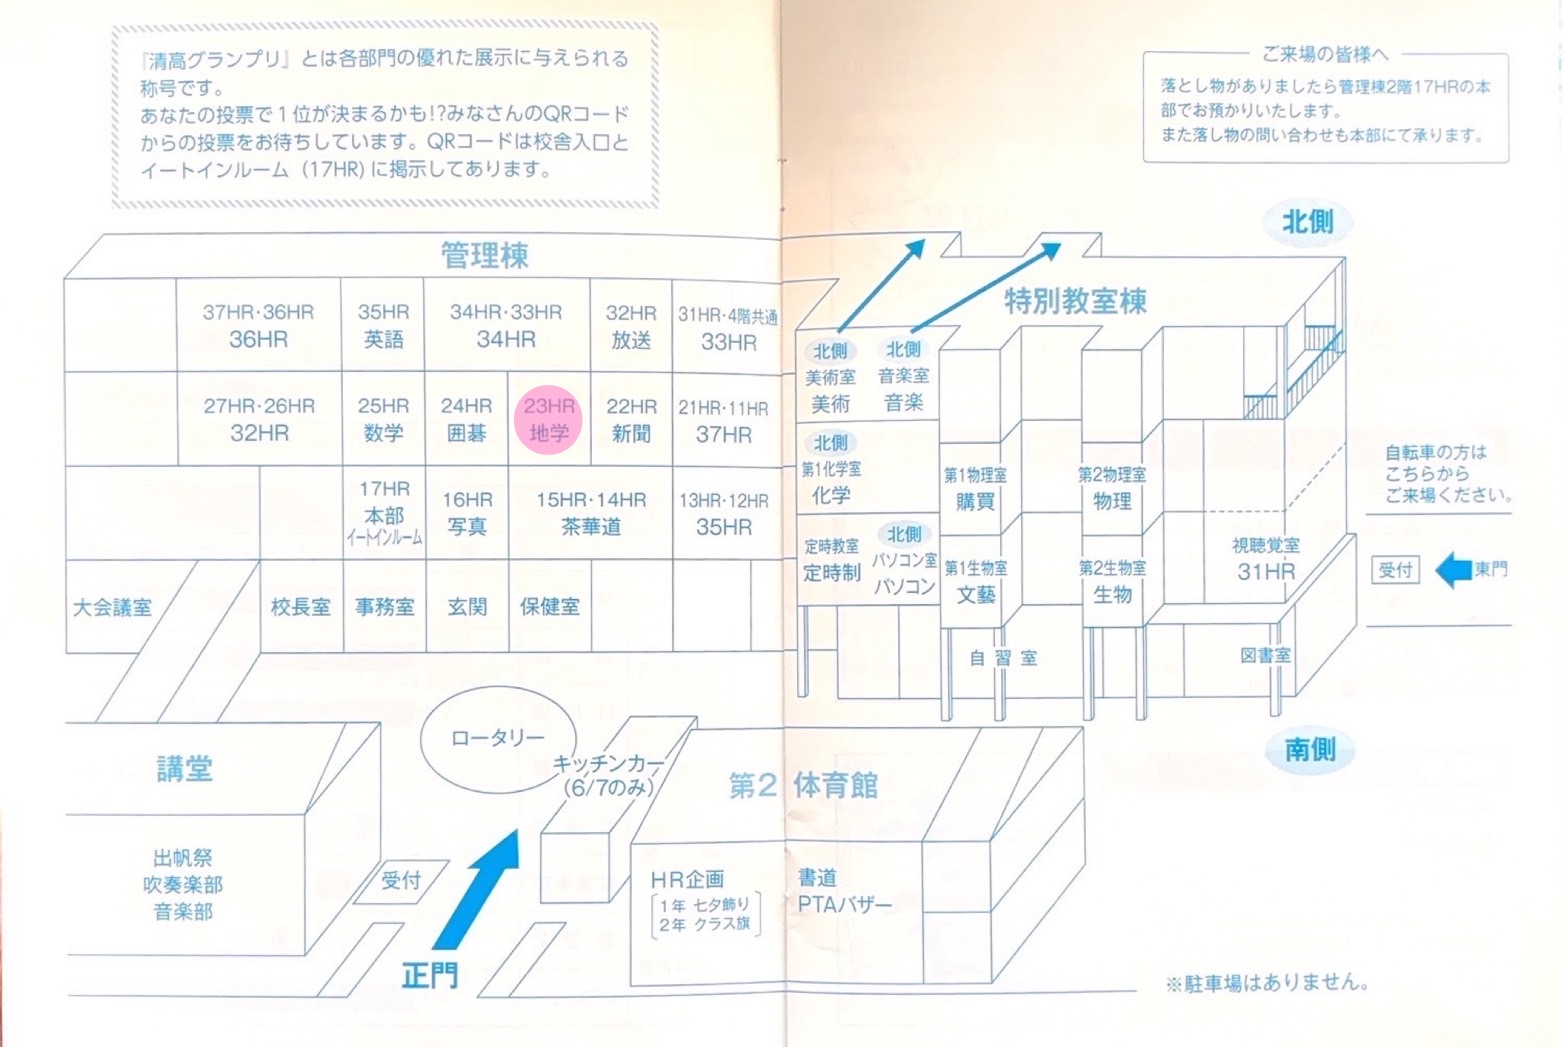 『清高グランプリ』とは各部門の優れた展示に与えられる
称号です。
あなたの投票で1位が決まるかも!?みなさんのQRコード
からの投票をお待ちしています。QRコードは校舎入口と
イートインルーム (17HR) に掲示してあります。
ご来場の皆様へ
落とし物がありましたら管理棟2階17HRの本
部でお預かりいたします。
また落し物の問い合わせも本部にて承ります。
北側
管理棟
37HR・36HR
36HR
35HR
英語
34HR・33HR
34HR
32HR
放送
31HR・4階共通
33HR
27HR・26HR
32HR
25HR
数学
24HR
囲碁
23HR
地学
22HR
新聞
21HR・11HR
37HR
17HR
本部
イートインルーム
16HR
写真
15HR・14HR
茶華道
13HR・12HR
35HR
大会議室
校長室
事務室
玄関
保健室
特別教室棟
北側
美術室
美術
北側
音楽室
音楽
北側
第1化学室
化学
第1物理室
購買
第2物理室
物理
定時教室
定時制
北側
パソコン室
パソコン
第1生物室
文藝
第2生物室
生物
視聴覚室
31HR
自習室
図書室
自転車の方は
こちらから
ご来場ください。
受付
東門
南側
講堂
出帆祭
吹奏楽部
音楽部
ロータリー
キッチンカー
(6/7のみ)
受付
正門
第2 体育館
HR企画
1年 七夕飾り
2年 クラス旗
書道
PTAバザー
※駐車場はありません。